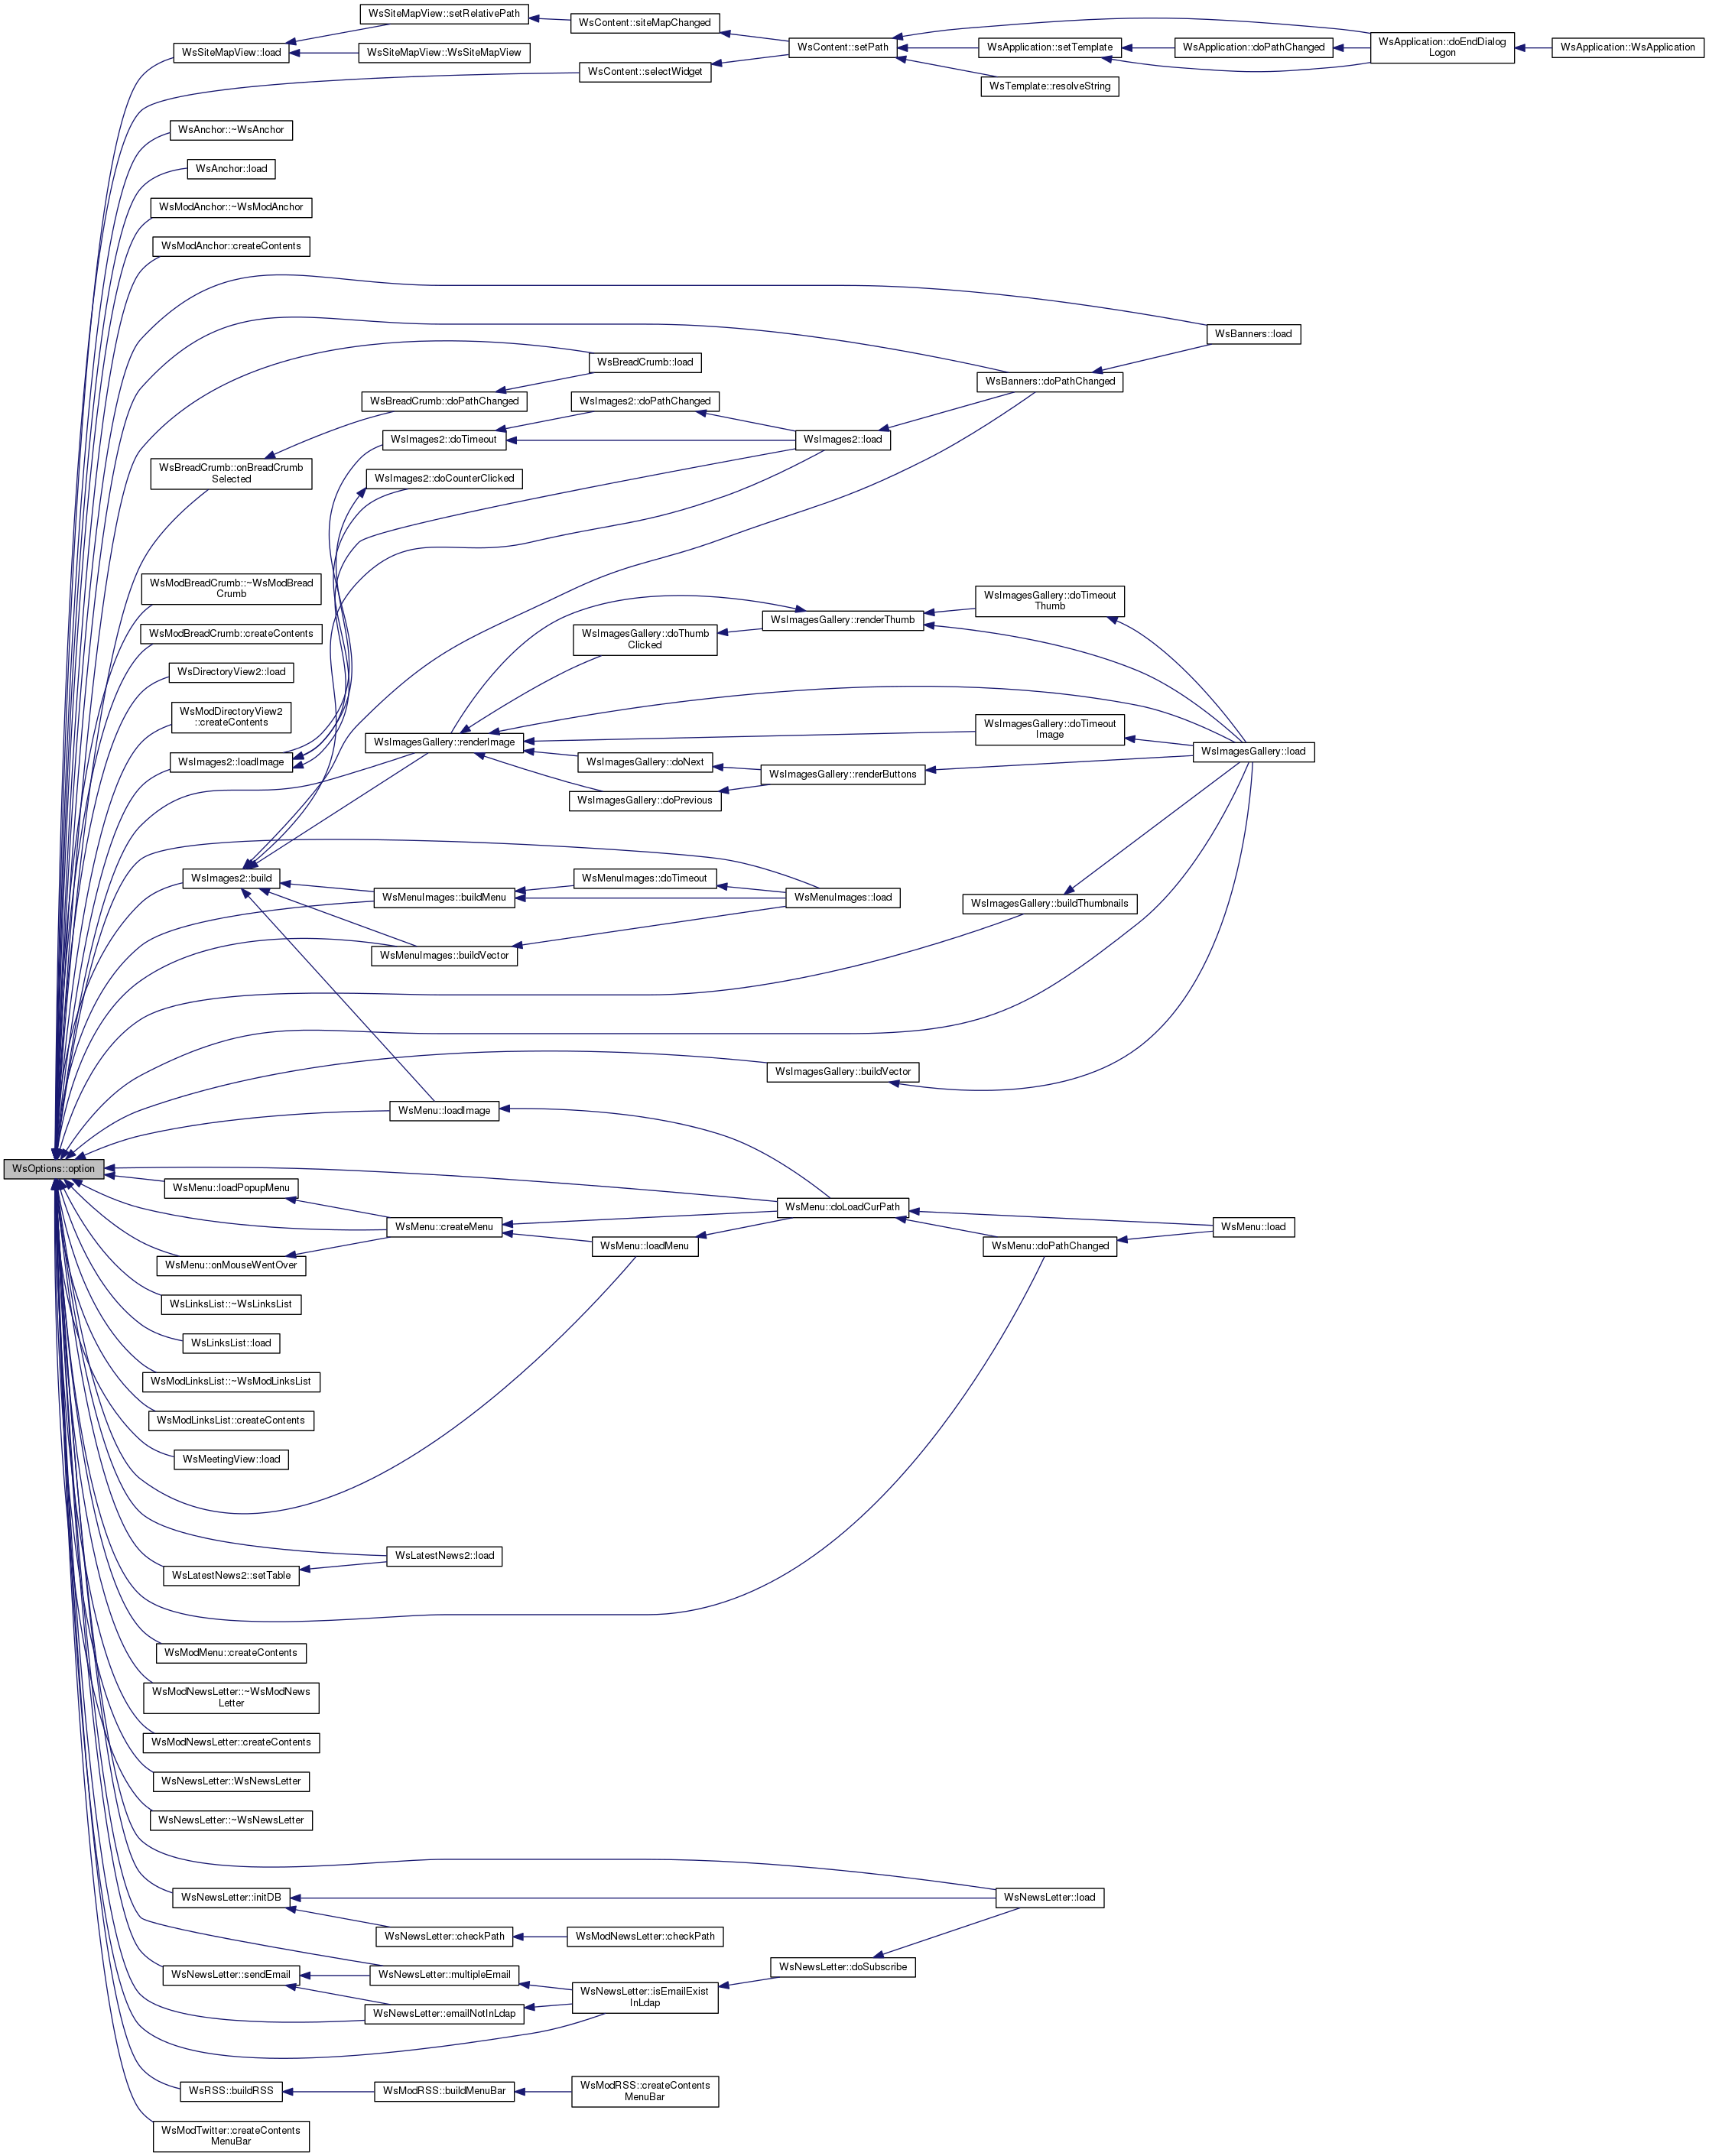 WsSiteMapView::setRelativePath
WsContent::siteMapChanged
WsSiteMapView::load
WsSiteMapView::WsSiteMapView
WsContent::setPath
WsApplication::setTemplate
WsApplication::doPathChanged
WsApplication::doEndDialog
Logon
WsApplication::WsApplication
WsContent::selectWidget
WsTemplate::resolveString
WsAnchor::~WsAnchor
WsAnchor::load
WsModAnchor::~WsModAnchor
WsModAnchor::createContents
WsBanners::load
WsBreadCrumb::load
WsBanners::doPathChanged
WsBreadCrumb::doPathChanged
WsImages2::doPathChanged
WsImages2::doTimeout
WsImages2::load
WsBreadCrumb::onBreadCrumb
Selected
WsImages2::doCounterClicked
WsModBreadCrumb::~WsModBread
Crumb
WsImagesGallery::doTimeout
Thumb
WsImagesGallery::renderThumb
WsModBreadCrumb::createContents
WsImagesGallery::doThumb
Clicked
WsDirectoryView2::load
WsModDirectoryView2
::createContents
WsImagesGallery::doTimeout
Image
WsImagesGallery::renderImage
WsImagesGallery::load
WsImages2::loadImage
WsImagesGallery::doNext
WsImagesGallery::renderButtons
WsImagesGallery::doPrevious
WsImages2::build
WsMenuImages::doTimeout
WsMenuImages::buildMenu
WsMenuImages::load
WsImagesGallery::buildThumbnails
WsMenuImages::buildVector
WsImagesGallery::buildVector
WsMenu::loadImage
WsOptions::option
WsMenu::loadPopupMenu
WsMenu::doLoadCurPath
WsMenu::createMenu
WsMenu::load
WsMenu::loadMenu
WsMenu::doPathChanged
WsMenu::onMouseWentOver
WsLinksList::~WsLinksList
WsLinksList::load
WsModLinksList::~WsModLinksList
WsModLinksList::createContents
WsMeetingView::load
WsLatestNews2::load
WsLatestNews2::setTable
WsModMenu::createContents
WsModNewsLetter::~WsModNews
Letter
WsModNewsLetter::createContents
WsNewsLetter::WsNewsLetter
WsNewsLetter::~WsNewsLetter
WsNewsLetter::initDB
WsNewsLetter::load
WsNewsLetter::checkPath
WsModNewsLetter::checkPath
WsNewsLetter::sendEmail
WsNewsLetter::multipleEmail
WsNewsLetter::doSubscribe
WsNewsLetter::isEmailExist
InLdap
WsNewsLetter::emailNotInLdap
WsRSS::buildRSS
WsModRSS::buildMenuBar
WsModRSS::createContents
MenuBar
WsModTwitter::createContents
MenuBar